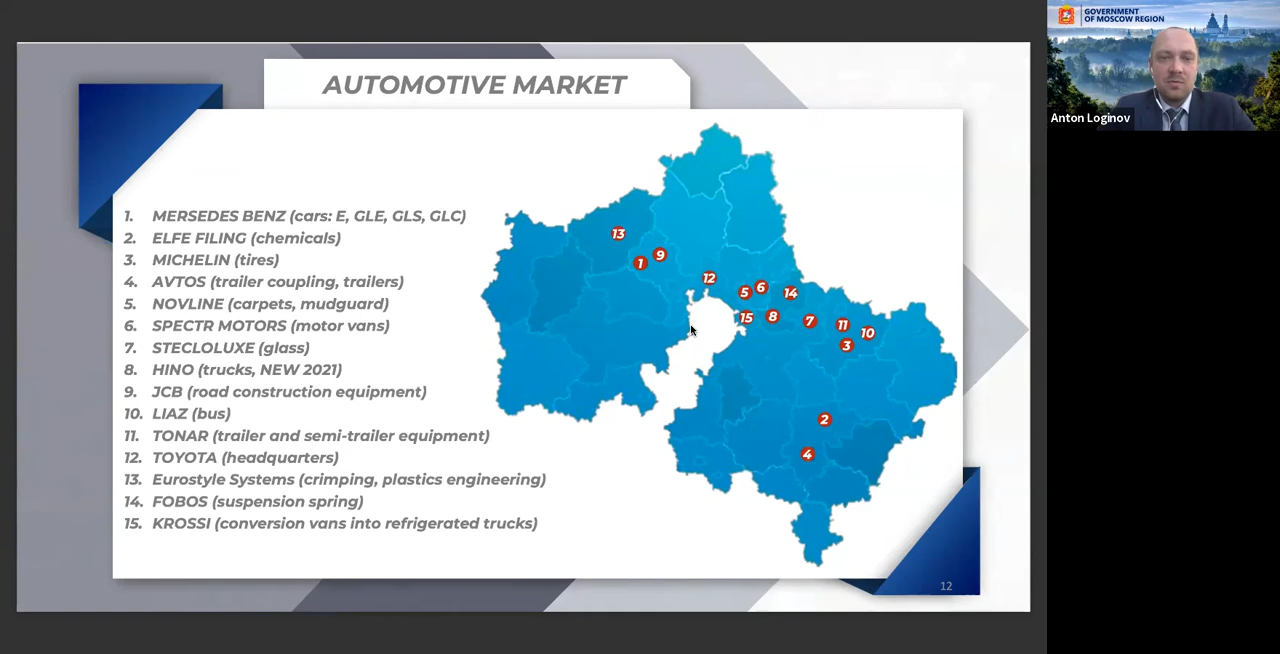 GOVERNMENT
OF MOSCOW REGION
Anton Loginov
AUTOMOTIVE MARKET
1. MERSEDES BENZ (cars: E, GLE, GLS, GLC)
2. ELFE FILING (chemicals)
3. MICHELIN (tires)
4. AVTOS (trailer coupling, trailers)
5. NOVLINE (carpets, mudguard)
6. SPECTR MOTORS (motor vans)
7. STECLOLUXE (glass)
8. HINO (trucks, NEW 2021)
9. JCB (road construction equipment)
10. LIAZ (bus)
11. TONAR (trailer and semi-trailer equipment)
12. TOYOTA (headquarters)
13. Eurostyle Systems (crimping, plastics engineering)
14. FOBOS (suspension spring)
15. KROSSI (conversion vans into refrigerated trucks)
13
9
1
12
6
5
14
15
8
7
11
10
3
2
4
12